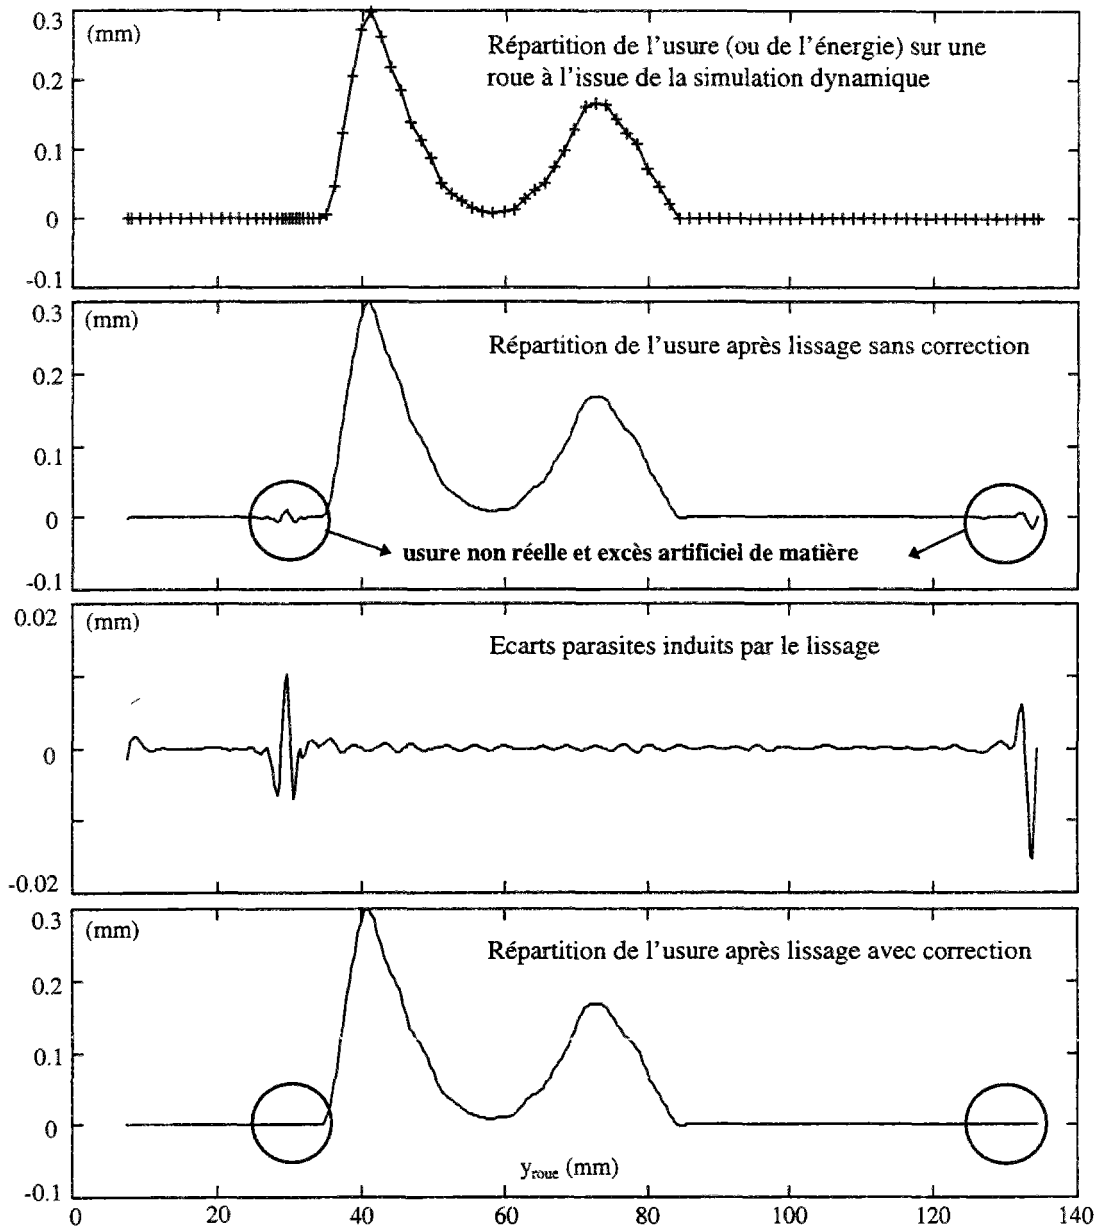 0.3
(mm)
Répartition de l'usure (ou de l'énergie) sur une
roue à l'issue de la simulation dynamique
0.2
0.1
0
-0.1
0.3
(mm)
Répartition de l'usure après lissage sans correction
0.2
0.1
0
usure non réelle et excès artificiel de matière
-0.1
0.02
(mm)
Ecarts parasites induits par le lissage
0
-0.02
0.3
(mm)
Répartition de l'usure après lissage avec correction
0.2
0.1
0
yroue (mm)
-0.1
0 20 40 60 80 100 120 140